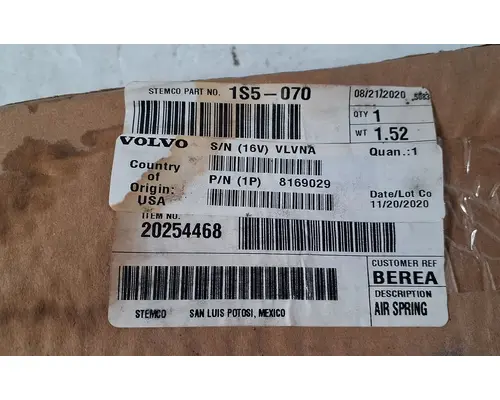 STEMCO PART NO. 1S5-070
08/21/2020
QTY 1
WT 1.52
VOLVO S/N (16V) VLVNA Quan.:1
Country
of
Origin:
USA
P/N (1P) 8169029
Date/Lot Co
11/20/2020
ITEM NO.
20254468
CUSTOMER REF
BEREA
DESCRIPTION
AIR SPRING
STEMCO SAN LUIS POTOSI, MEXICO